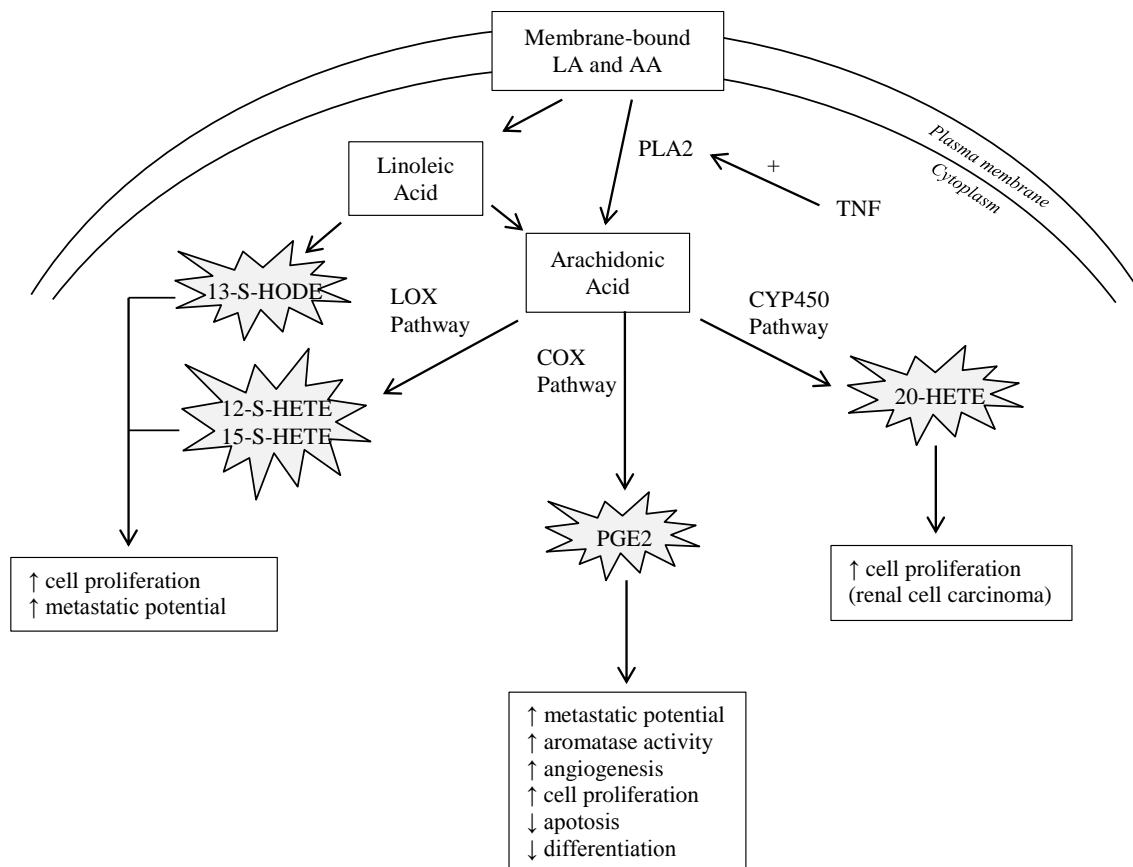 Membrane-bound
LA and AA
Plasma membrane
Cytoplasm
PLA2
+
TNF
Linoleic
Acid
Arachidonic
Acid
13-S-HODE
LOX
Pathway
CYP450
Pathway
COX
Pathway
12-S-HETE
15-S-HETE
20-HETE
PGE2
↑ cell proliferation
↑ metastatic potential
↑ cell proliferation
(renal cell carcinoma)
↑ metastatic potential
↑ aromatase activity
↑ angiogenesis
↑ cell proliferation
↓ apotosis
↓ differentiation